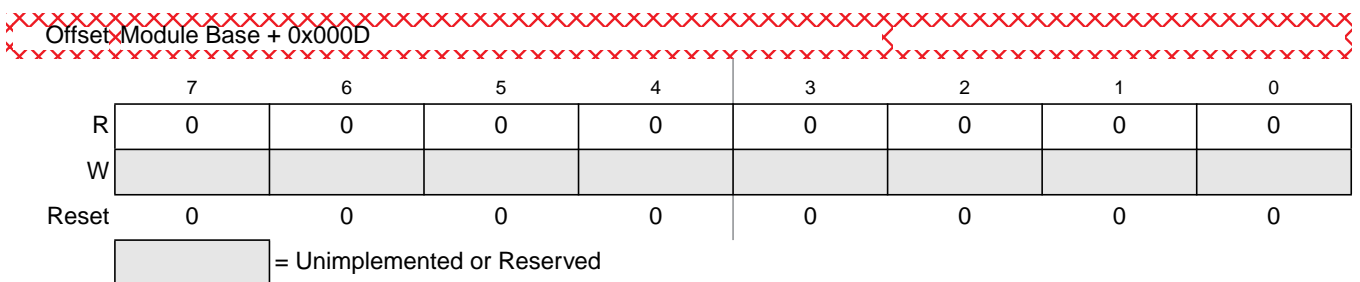 Offset Module Base + 0x000D
7 6 5 4 3 2 1 0
R 0 0 0 0 0 0 0 0
W
Reset 0 0 0 0 0 0 0 0
= Unimplemented or Reserved